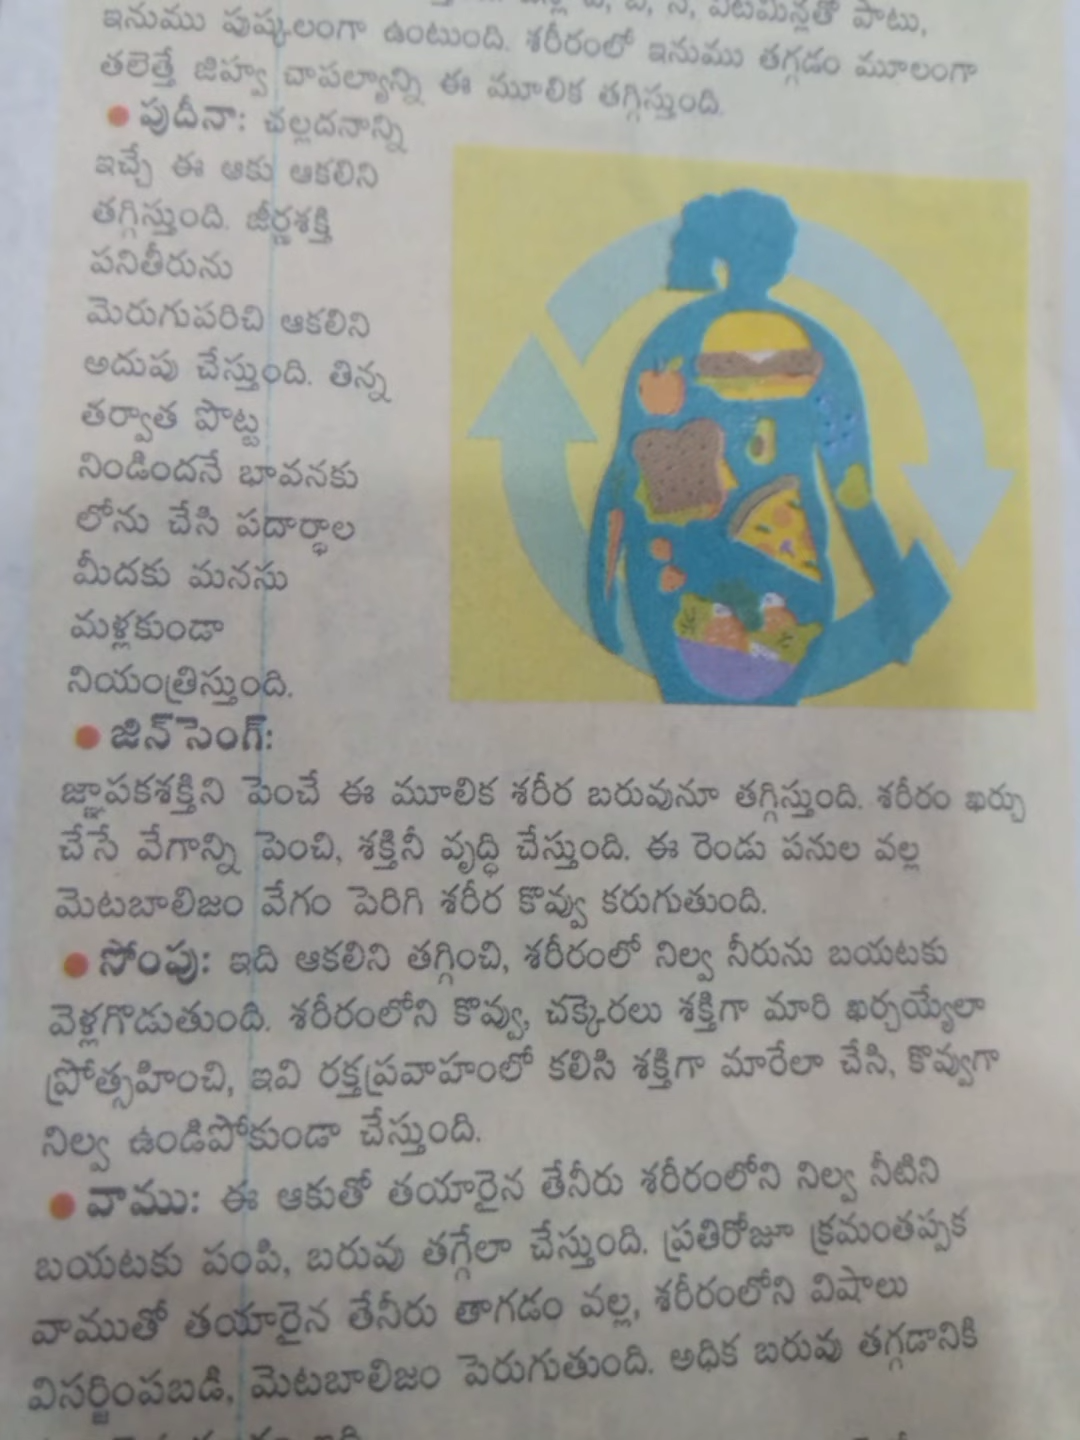 ఇనుము పుష్కలంగా ఉంటుంది. శరీరంలో ఇనుము తగ్గడం మూలంగా
తలెత్తే జిహ్వ చాపల్యాన్ని ఈ మూలిక తగ్గిస్తుంది.
• పుదీనా: చల్లదనాన్ని
ఇచ్చే ఈ ఆకు ఆకలిని
తగ్గిస్తుంది. జీర్ణశక్తి
పనితీరును
మెరుగుపరిచి ఆకలిని
అదుపు చేస్తుంది. తిన్న
తర్వాత పొట్ట
నిండిందనే భావనకు
లోను చేసి పదార్థాల
మీదకు మనసు
మళ్లకుండా
నియంత్రిస్తుంది.
• జిన్‌సెంగ్:
జ్ఞాపకశక్తిని పెంచే ఈ మూలిక శరీర బరువునూ తగ్గిస్తుంది. శరీరం ఖర్చు
చేసే వేగాన్ని పెంచి, శక్తినీ వృద్ధి చేస్తుంది. ఈ రెండు పనుల వల్ల
మెటబాలిజం వేగం పెరిగి శరీర కొవ్వు కరుగుతుంది.
• సోంపు: ఇది ఆకలిని తగ్గించి, శరీరంలో నిల్వ నీరును బయటకు
వెళ్లగొడుతుంది. శరీరంలోని కొవ్వు, చక్కెరలు శక్తిగా మారి ఖర్చయ్యేలా
ప్రోత్సహించి, ఇవి రక్తప్రవాహంలో కలిసి శక్తిగా మారేలా చేసి, కొవ్వుగా
నిల్వ ఉండిపోకుండా చేస్తుంది.
• వాము: ఈ ఆకుతో తయారైన తేనీరు శరీరంలోని నిల్వ నీటిని
బయటకు పంపి, బరువు తగ్గేలా చేస్తుంది. ప్రతిరోజూ క్రమంతప్పక
వాముతో తయారైన తేనీరు తాగడం వల్ల, శరీరంలోని విషాలు
విసర్జింపబడి, మెటబాలిజం పెరుగుతుంది. అధిక బరువు తగ్గడానికి